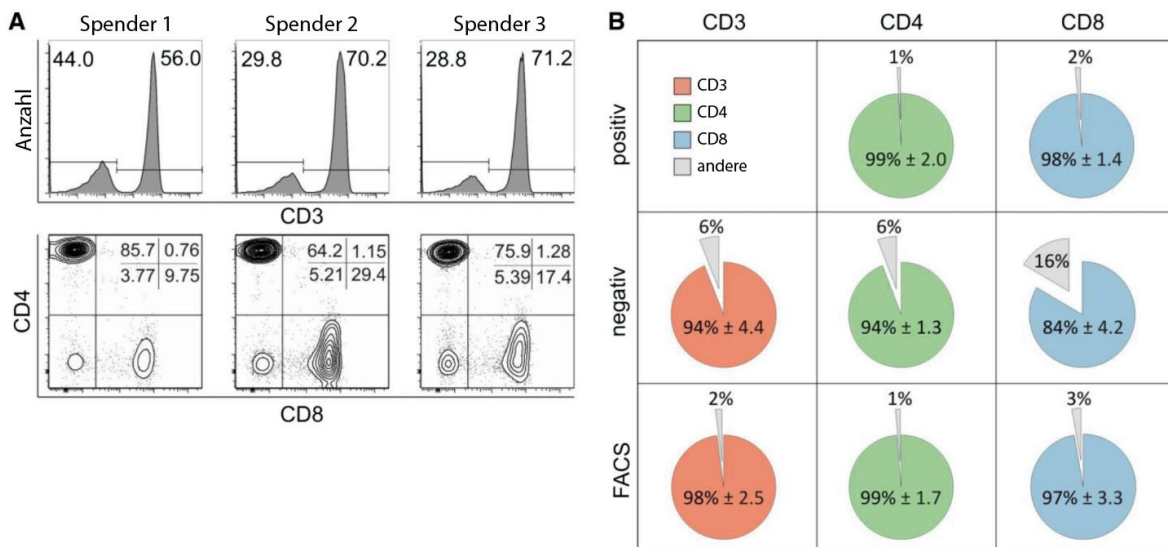 A
Spender 1 Spender 2 Spender 3
44.0 56.0 29.8 70.2 28.8 71.2
Anzahl
CD3
85.7 0.76 64.2 1.15 75.9 1.28
3.77 9.75 5.21 29.4 5.39 17.4
CD4
CD8
B
CD3 CD4 CD8
CD3
CD4
CD8
andere
positiv
1% 2%
99% ± 2.0 98% ± 1.4
negativ
6% 6% 16%
94% ± 4.4 94% ± 1.3 84% ± 4.2
FACS
2% 1% 3%
98% ± 2.5 99% ± 1.7 97% ± 3.3